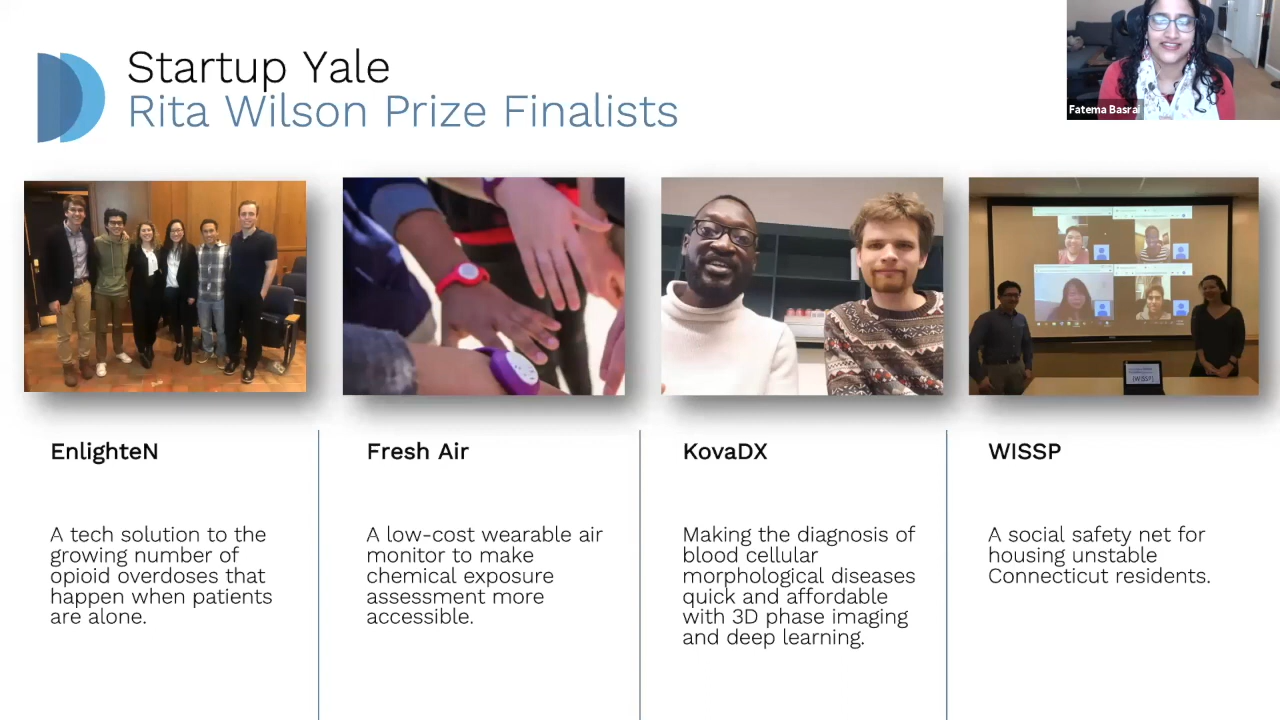 Startup Yale
Rita Wilson Prize Finalists
Fatema Basrai
[WISSP]
EnlighteN
A tech solution to the
growing number of
opioid overdoses that
happen when patients
are alone.
Fresh Air
A low-cost wearable air
monitor to make
chemical exposure
assessment more
accessible.
KovaDX
Making the diagnosis of
blood cellular
morphological diseases
quick and affordable
with 3D phase imaging
and deep learning.
WISSP
A social safety net for
housing unstable
Connecticut residents.